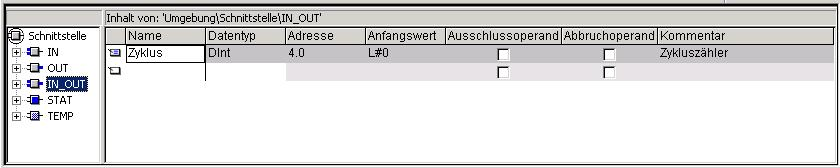 Inhalt von: 'Umgebung\Schnittstelle\IN_OUT'
Schnittstelle
IN
OUT
IN_OUT
STAT
TEMP
Name Datentyp Adresse Anfangswert Ausschlussoperand Abbruchoperand Kommentar
Zyklus DInt 4.0 L#0 Zykluszähler